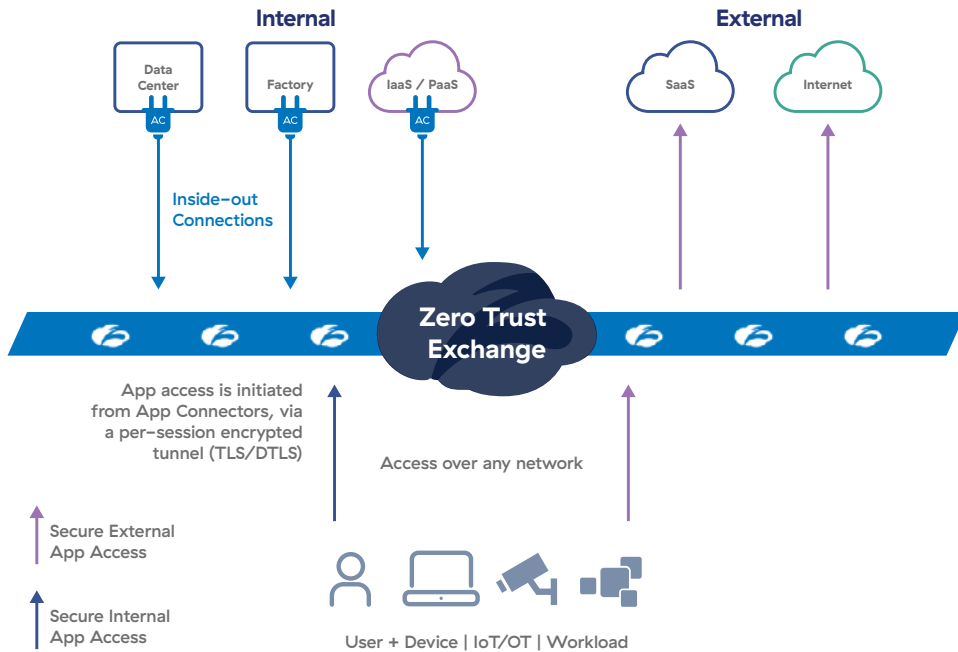 Internal
External
Data
Center
Factory
IaaS / PaaS
SaaS
Internet
AC
AC
AC
Inside-out
Connections
Zero Trust
Exchange
App access is initiated
from App Connectors, via
a per-session encrypted
tunnel (TLS/DTLS)
Access over any network
Secure External
App Access
Secure Internal
App Access
User + Device | IoT/OT | Workload